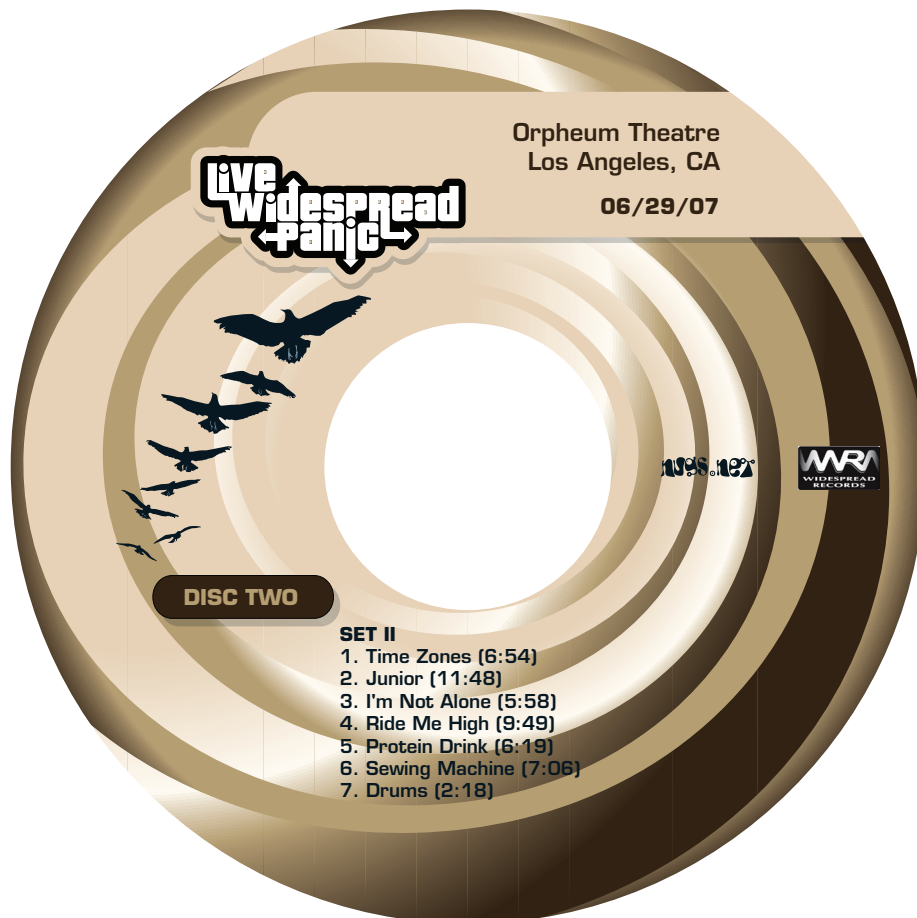 Orpheum Theatre
Los Angeles, CA
06/29/07
Live
Widespread
Panic
nugs.net
WIDESPREAD
RECORDS
DISC TWO
SET II
1. Time Zones (6:54)
2. Junior (11:48)
3. I'm Not Alone (5:58)
4. Ride Me High (9:49)
5. Protein Drink (6:19)
6. Sewing Machine (7:06)
7. Drums (2:18)